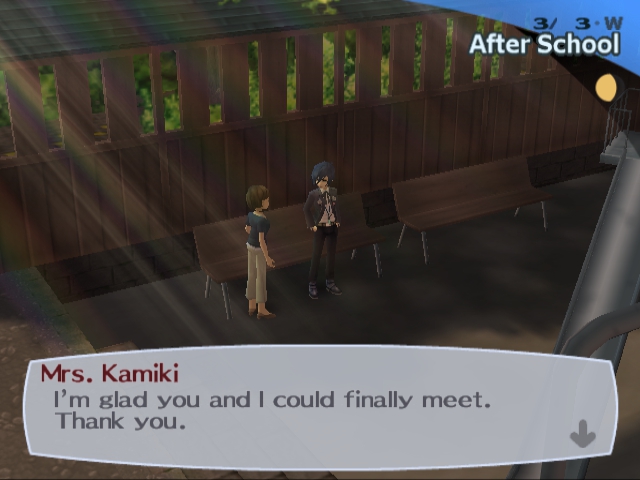 3/ 3・W
After School
Mrs. Kamiki
I'm glad you and I could finally meet.
Thank you.